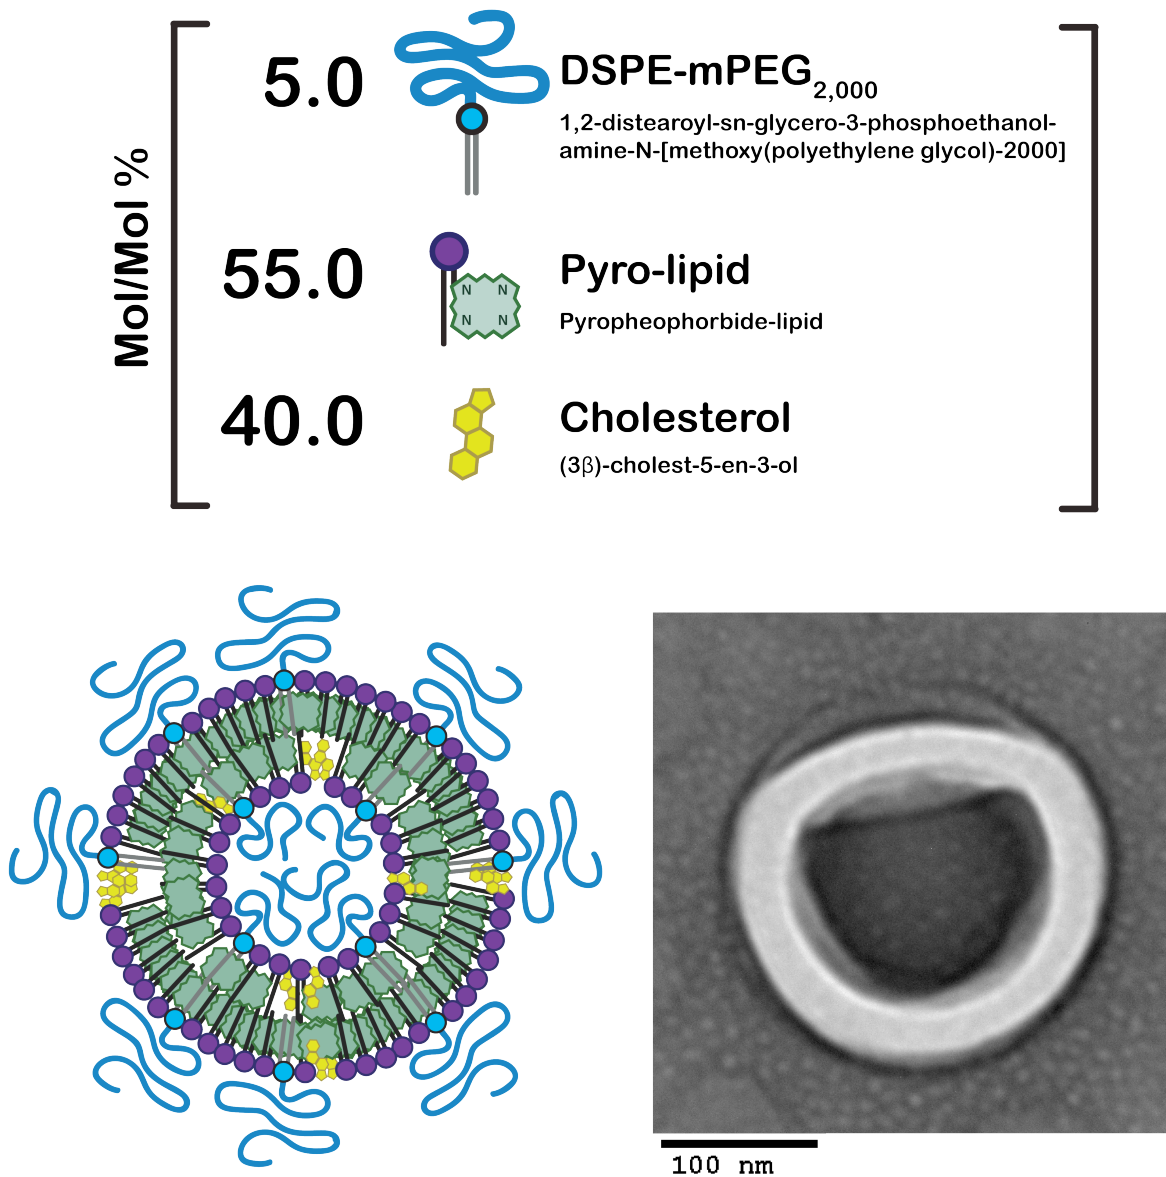 Mol/Mol %
5.0
DSPE-mPEG2,000
1,2-distearoyl-sn-glycero-3-phosphoethanol-
amine-N-[methoxy(polyethylene glycol)-2000]
55.0
N N
N N
Pyro-lipid
Pyropheophorbide-lipid
40.0
Cholesterol
(3β)-cholest-5-en-3-ol
100 nm